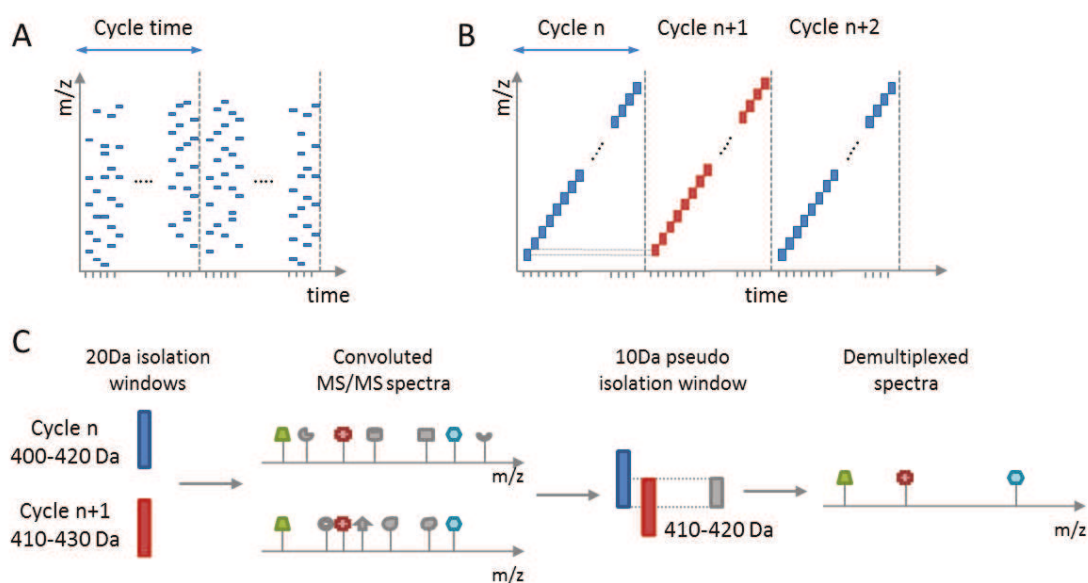 A
Cycle time
m/z
....
....
time
B
Cycle n
Cycle n+1
Cycle n+2
m/z
time
C
20Da isolation
windows
Convoluted
MS/MS spectra
10Da pseudo
isolation window
Demultiplexed
spectra
Cycle n
400-420 Da
Cycle n+1
410-430 Da
m/z
m/z
410-420 Da
m/z